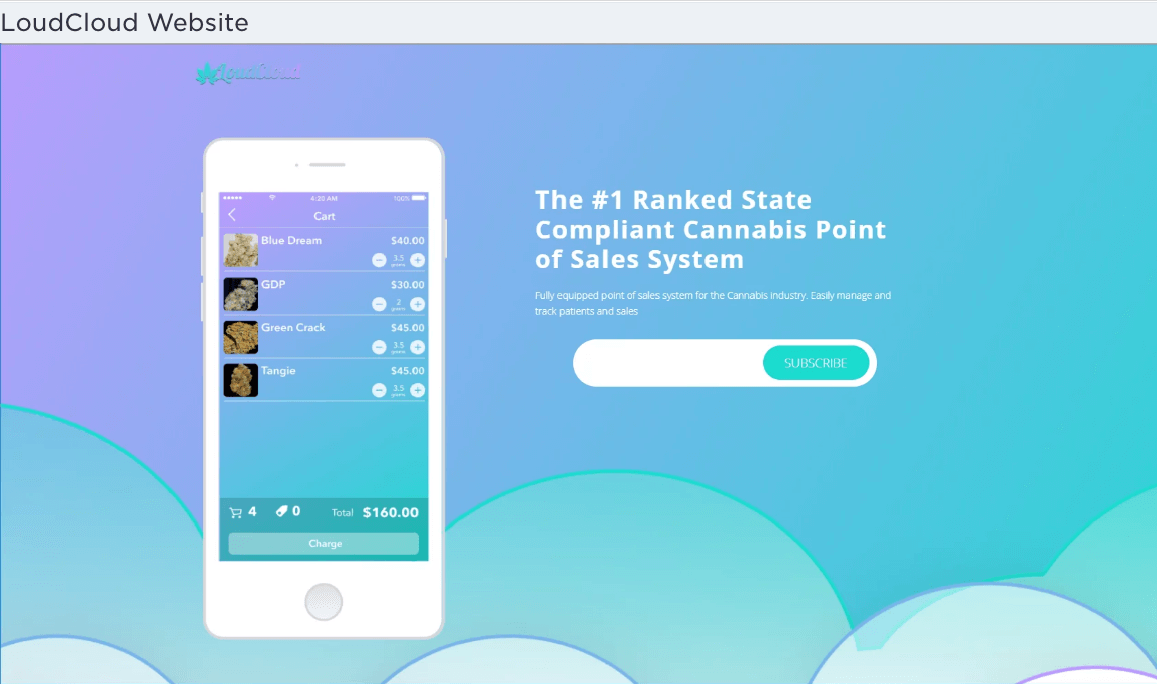 LoudCloud Website
LoudCloud
4:20 AM 100%
Cart
Blue Dream $40.00
3.5
grams
GDP $30.00
2
grams
Green Crack $45.00
3.5
grams
Tangie $45.00
3.5
grams
4 0 Total $160.00
Charge
The #1 Ranked State
Compliant Cannabis Point
of Sales System
Fully equipped point of sales system for the Cannabis industry. Easily manage and
track patients and sales
SUBSCRIBE